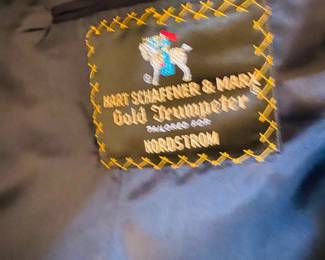 HART SCHAFFNER & MARX
Gold Trumpeter
TAILORED FOR
NORDSTROM